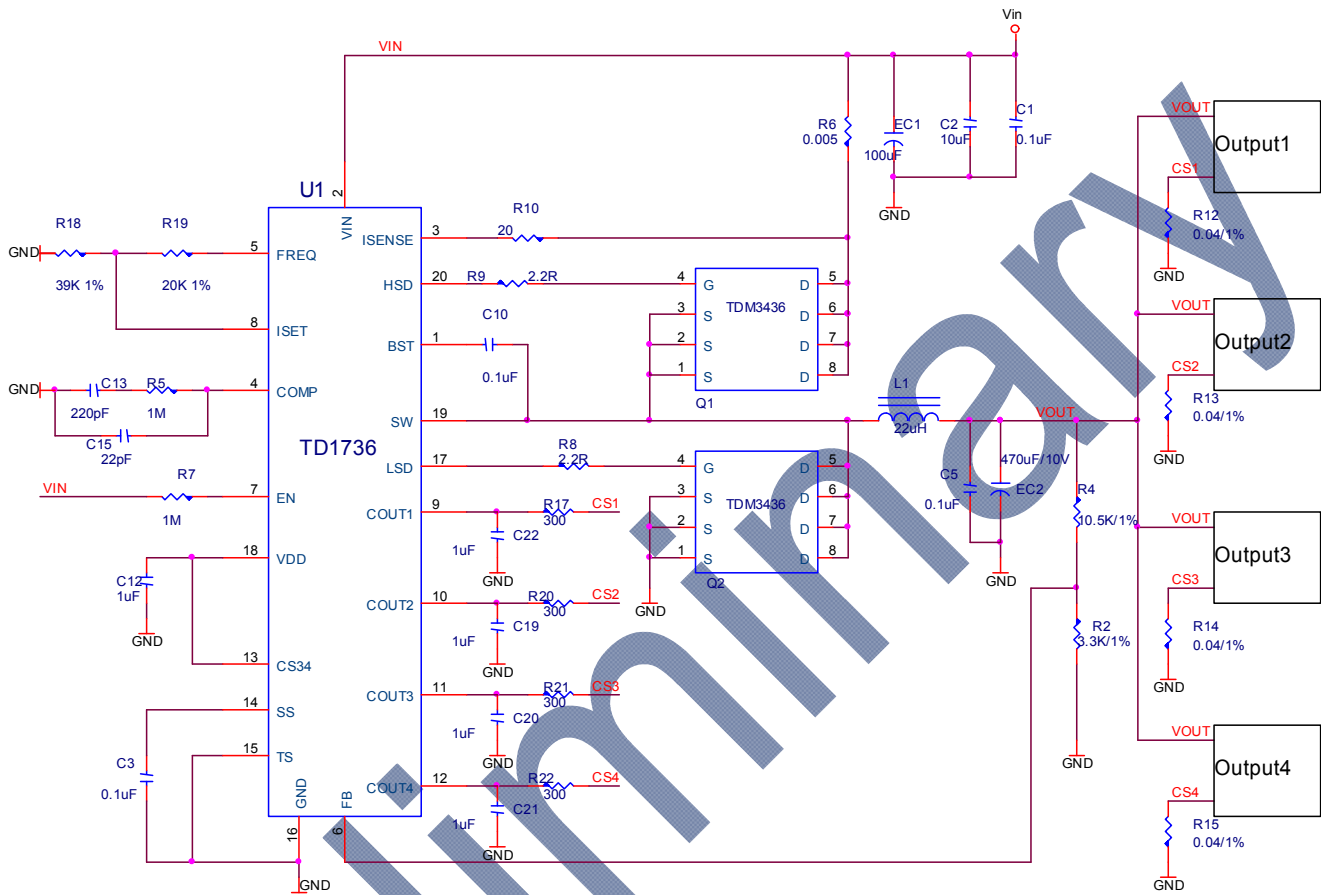 Vin
VIN
R6
0.005
EC1
100uF
C2
10uF
C1
0.1uF
GND
VOUT
Output1
CS1
R12
0.04/1%
GND
U1
2
VIN
R18
R19
GND
39K 1%
20K 1%
5
FREQ
8
ISET
3
ISENSE
R10
20
20
HSD
R9
2.2R
4
G
3
S
2
S
1
S
TDM3436
D
5
D
6
D
7
D
8
Q1
C10
1
BST
0.1uF
VOUT
Output2
CS2
R13
0.04/1%
GND
GND
C13
R5
220pF
1M
C15
22pF
4
COMP
TD1736
19
SW
L1
22uH
VOUT
17
LSD
R8
2.2R
4
G
3
S
2
S
1
S
TDM3436
D
5
D
6
D
7
D
8
Q2
GND
C5
0.1uF
470uF/10V
EC2
GND
R4
10.5K/1%
R2
3.3K/1%
GND
VIN
R7
1M
7
EN
9
COUT1
R17
300
CS1
C22
1uF
GND
18
VDD
C12
1uF
GND
10
COUT2
R20
300
CS2
C19
1uF
GND
VOUT
Output3
CS3
R14
0.04/1%
GND
13
CS34
11
COUT3
R21
300
CS3
C20
1uF
GND
14
SS
15
TS
C3
0.1uF
12
COUT4
R22
300
CS4
C21
1uF
GND
VOUT
Output4
CS4
R15
0.04/1%
GND
GND
16
FB
6
GND
liminary